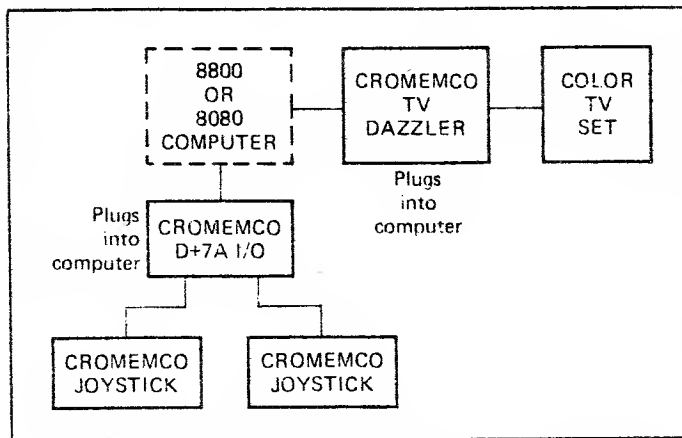 8800
OR
8080
COMPUTER
CROMEMCO
TV
DAZZLER
COLOR
TV
SET
Plugs
into
computer
Plugs
into
computer
CROMEMCO
D+7A I/O
CROMEMCO
JOYSTICK
CROMEMCO
JOYSTICK